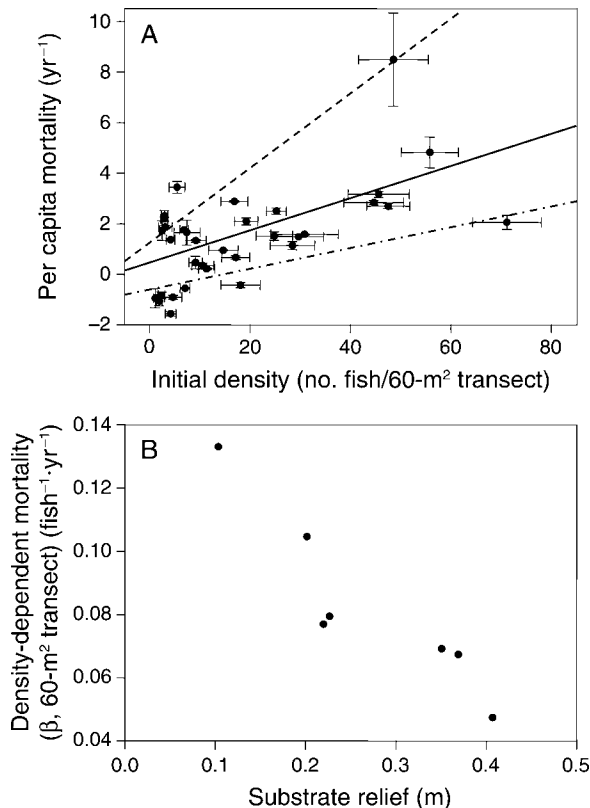 A
Per capita mortality (yr⁻¹)
10
8
6
4
2
0
−2
0 20 40 60 80
Initial density (no. fish/60-m² transect)
B
Density-dependent mortality
(β, 60-m² transect) (fish⁻¹·yr⁻¹)
0.14
0.12
0.10
0.08
0.06
0.04
0.0 0.1 0.2 0.3 0.4 0.5
Substrate relief (m)